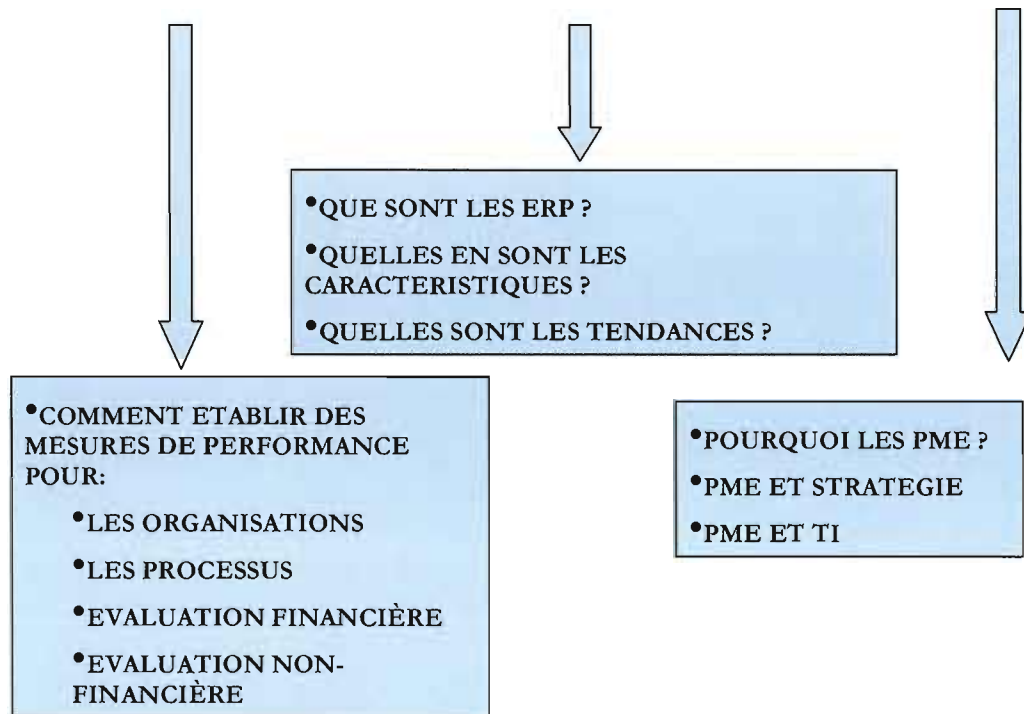 •QUE SONT LES ERP ?
•QUELLES EN SONT LES
CARACTERISTIQUES ?
•QUELLES SONT LES TENDANCES ?
•COMMENT ETABLIR DES
MESURES DE PERFORMANCE
POUR:
•LES ORGANISATIONS
•LES PROCESSUS
•EVALUATION FINANCIÈRE
•EVALUATION NON-
FINANCIÈRE
•POURQUOI LES PME ?
•PME ET STRATEGIE
•PME ET TI